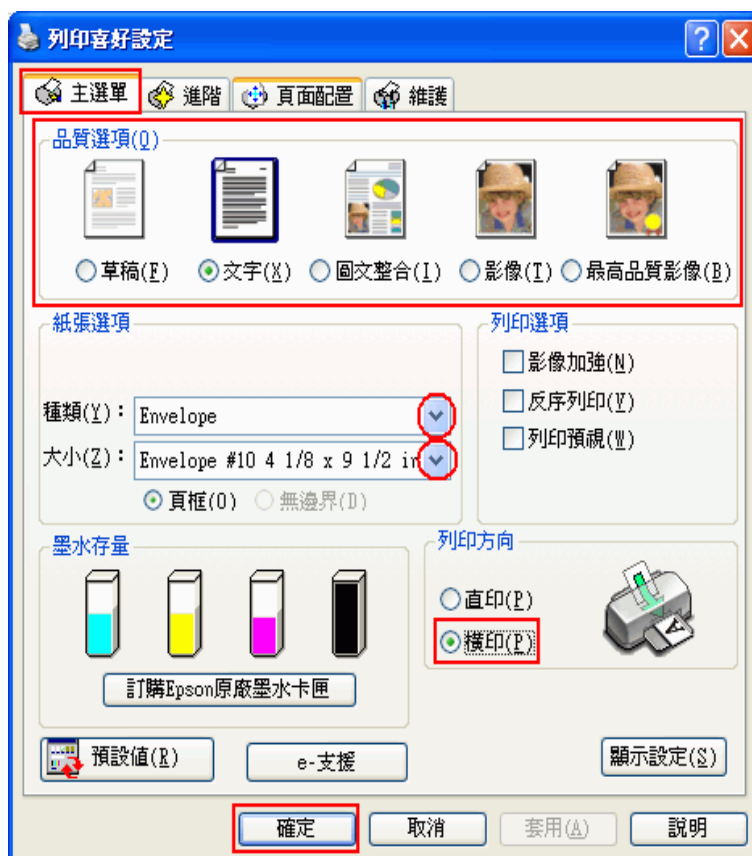 列印喜好設定
主選單 進階 頁面配置 維護
品質選項(Q)
草稿(F) 文字(X) 圖文整合(I) 影像(T) 最高品質影像(B)
紙張選項
種類(Y)： Envelope
大小(Z)： Envelope #10 4 1/8 x 9 1/2 in
頁框(O) 無邊界(D)
列印選項
影像加強(N)
反序列印(V)
列印預視(W)
墨水存量
訂購Epson原廠墨水卡匣
列印方向
直印(P)
橫印(P)
A
預設值(R) e-支援 顯示設定(S)
確定 取消 套用(A) 說明